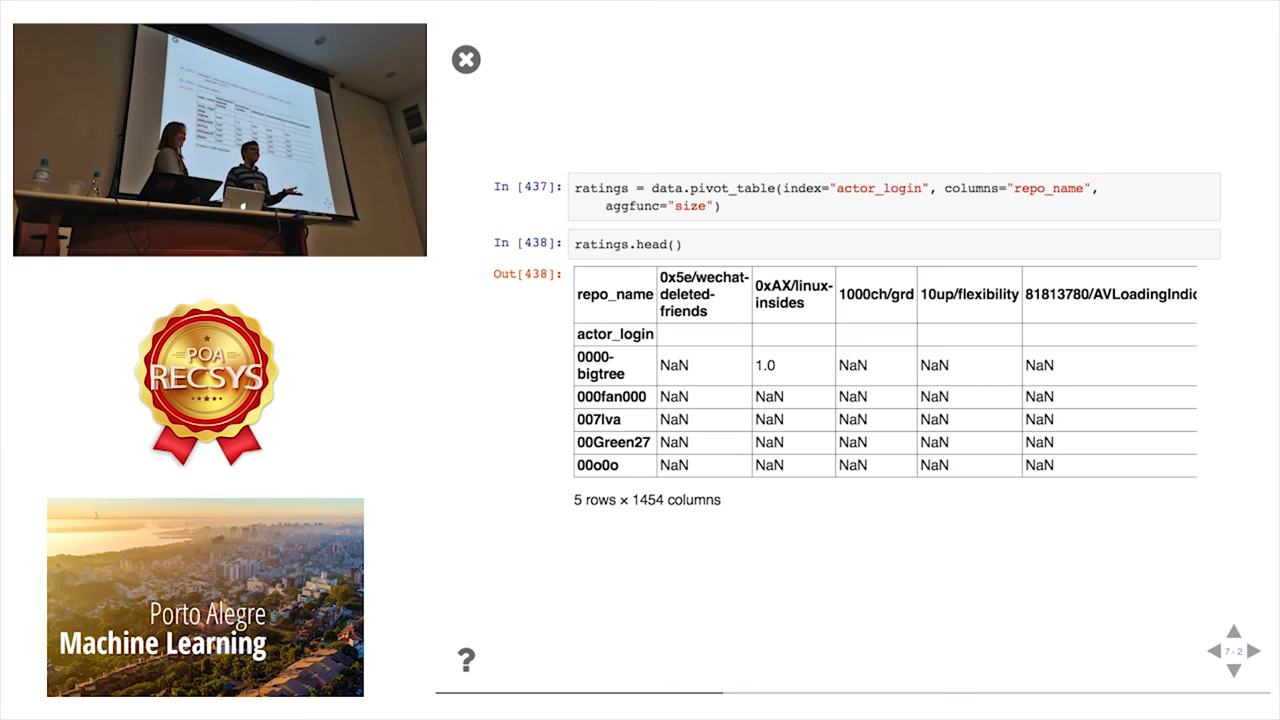 In [437]:
ratings = data.pivot_table(index="actor_login", columns="repo_name",
aggfunc="size")
In [438]:
ratings.head()
Out[438]:
repo_name 0x5e/wechat-deleted-friends 0xAX/linux-insides 1000ch/grd 10up/flexibility 81813780/AVLoadingIndic
actor_login
0000-bigtree NaN 1.0 NaN NaN NaN
000fan000 NaN NaN NaN NaN NaN
007lva NaN NaN NaN NaN NaN
00Green27 NaN NaN NaN NaN NaN
00o0o NaN NaN NaN NaN NaN
5 rows × 1454 columns
POA
RECSYS
Porto Alegre
Machine Learning
?
7 - 2